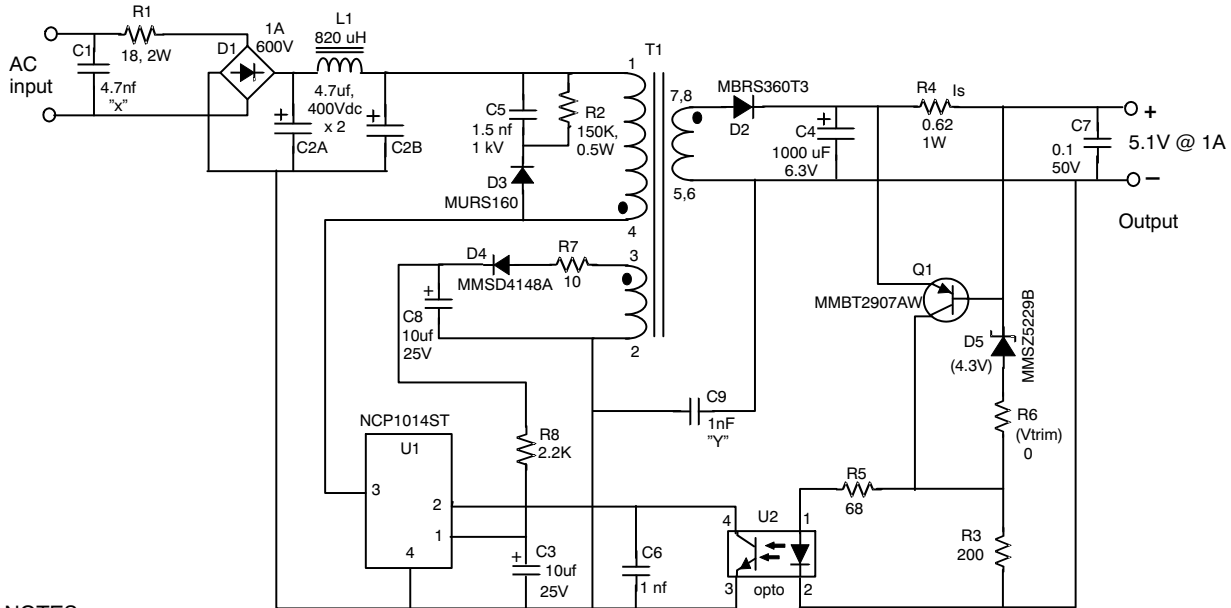 R1
18, 2W
C1
4.7nf
"x"
AC
input
D1
1A
600V
L1
820 uH
4.7uf,
400Vdc
x 2
C2A
C2B
C5
1.5 nf
1 kV
R2
150K,
0.5W
D3
MURS160
T1
1
4
3
2
7,8
5,6
MBRS360T3
D2
C4
1000 uF
6.3V
R4
Is
0.62
1W
C7
0.1
50V
+
5.1V @ 1A
–
Output
D4
MMSD4148A
R7
10
C8
10uf
25V
Q1
MMBT2907AW
D5
(4.3V)
MMSZ5229B
R6
(Vtrim)
0
C9
1nF
"Y"
NCP1014ST
U1
3
2
1
4
R8
2.2K
C3
10uf
25V
C6
1 nf
U2
4
1
3
2
opto
R5
68
R3
200